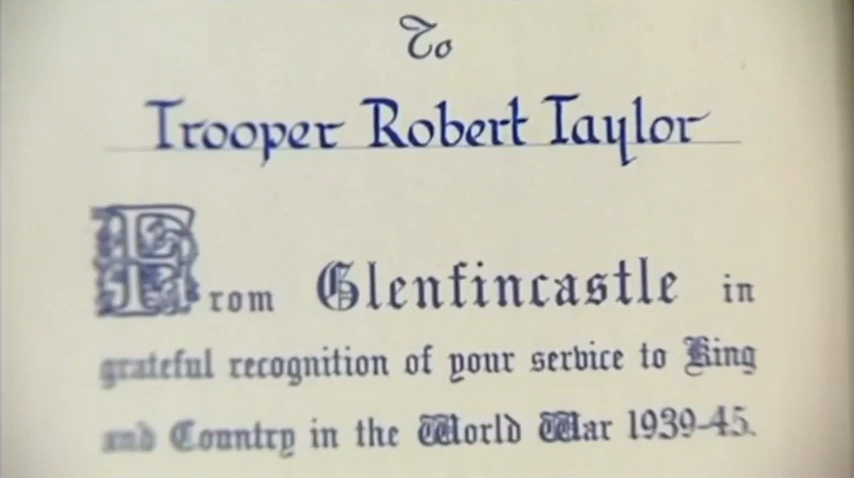 To
Trooper Robert Taylor
From Glenfincastle in
grateful recognition of your service to King
and Country in the World War 1939-45.